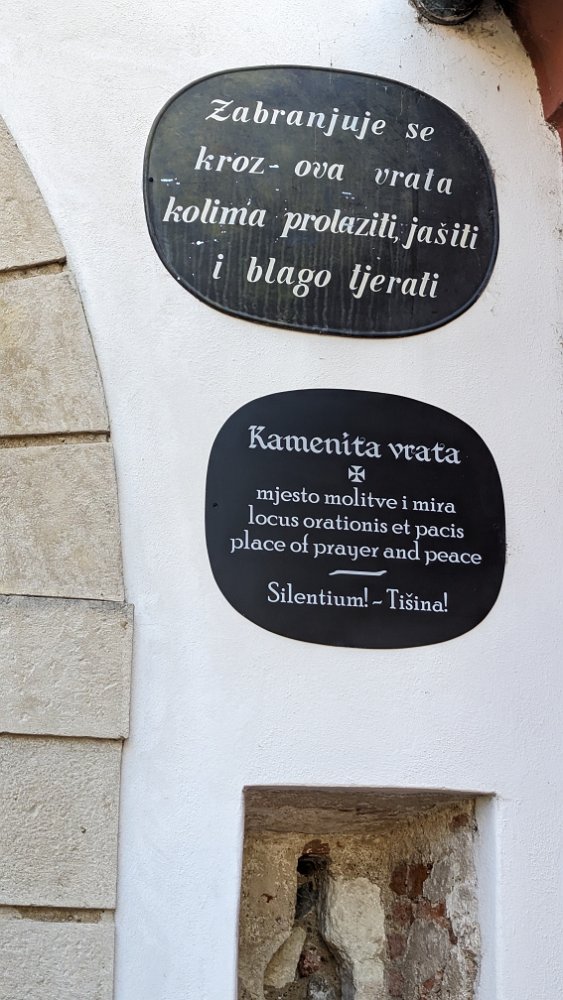 Zabranjuje se
kroz ova vrata
kolima prolaziti, jašiti
i blago tjerati
Kamenita vrata
✠
mjesto molitve i mira
locus orationis et pacis
place of prayer and peace
Silentium! - Tišina!